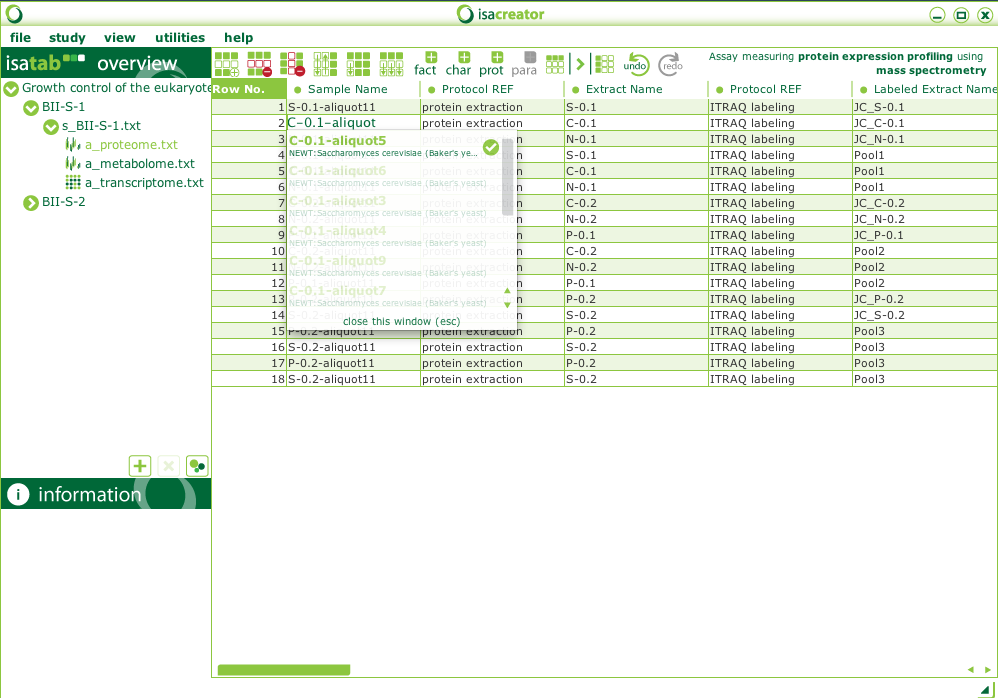 isacreator
file study view utilities help
isatab overview
fact char prot para undo redo
Assay measuring protein expression profiling using
mass spectrometry
Growth control of the eukaryote
BII-S-1
s_BII-S-1.txt
a_proteome.txt
a_metabolome.txt
a_transcriptome.txt
BII-S-2
i information
Row No. Sample Name Protocol REF Extract Name Protocol REF Labeled Extract Name
1 S-0.1-aliquot11 protein extraction S-0.1 ITRAQ labeling JC_S-0.1
2 C-0.1-aliquot protein extraction C-0.1 ITRAQ labeling JC_C-0.1
3 n N-0.1 ITRAQ labeling JC_N-0.1
4 n S-0.1 ITRAQ labeling Pool1
5 n C-0.1 ITRAQ labeling Pool1
6 n N-0.1 ITRAQ labeling Pool1
7 n C-0.2 ITRAQ labeling JC_C-0.2
8 n N-0.2 ITRAQ labeling JC_N-0.2
9 n P-0.1 ITRAQ labeling JC_P-0.1
10 n C-0.2 ITRAQ labeling Pool2
11 n N-0.2 ITRAQ labeling Pool2
12 n P-0.1 ITRAQ labeling Pool2
13 n P-0.2 ITRAQ labeling JC_P-0.2
14 n S-0.2 ITRAQ labeling JC_S-0.2
15 P-0.2-aliquot11 protein extraction P-0.2 ITRAQ labeling Pool3
16 S-0.2-aliquot11 protein extraction S-0.2 ITRAQ labeling Pool3
17 P-0.2-aliquot11 protein extraction P-0.2 ITRAQ labeling Pool3
18 S-0.2-aliquot11 protein extraction S-0.2 ITRAQ labeling Pool3
C-0.1-aliquot5
NEWT:Saccharomyces cerevisiae (Baker's ye...
C-0.1-aliquot6
NEWT:Saccharomyces cerevisiae (Baker's yeast)
C-0.1-aliquot3
NEWT:Saccharomyces cerevisiae (Baker's yeast)
C-0.1-aliquot4
NEWT:Saccharomyces cerevisiae (Baker's yeast)
C-0.1-aliquot9
NEWT:Saccharomyces cerevisiae (Baker's yeast)
C-0.1-aliquot7
NEWT:Saccharomyces cerevisiae (Baker's yeast)
close this window (esc)